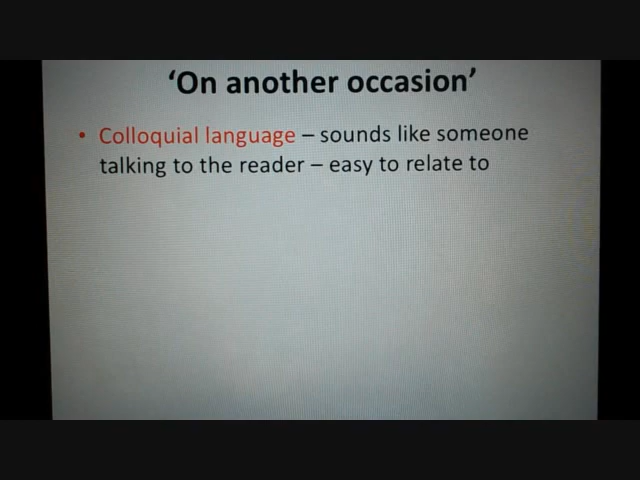 ‘On another occasion’
• Colloquial language – sounds like someone
talking to the reader – easy to relate to